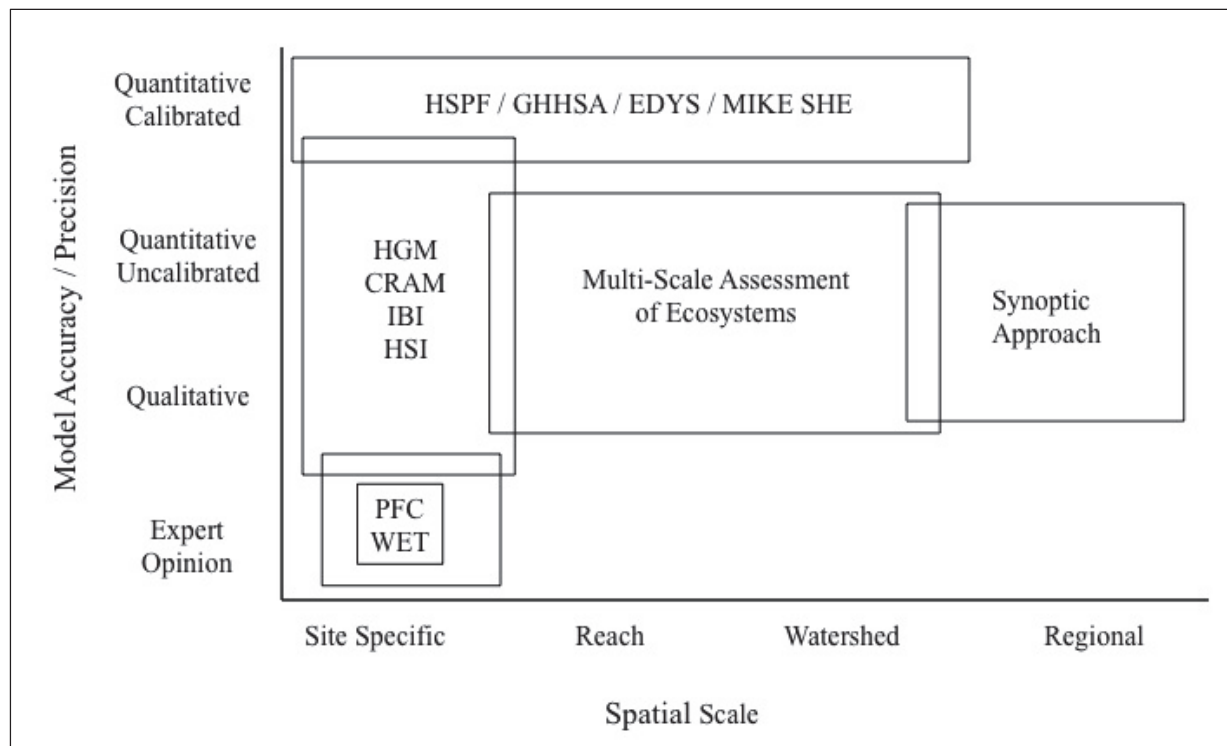 Model Accuracy / Precision
Quantitative
Calibrated
Quantitative
Uncalibrated
Qualitative
Expert
Opinion
HSPF / GHHSA / EDYS / MIKE SHE
HGM
CRAM
IBI
HSI
Multi-Scale Assessment
of Ecosystems
Synoptic
Approach
PFC
WET
Site Specific
Reach
Watershed
Regional
Spatial Scale